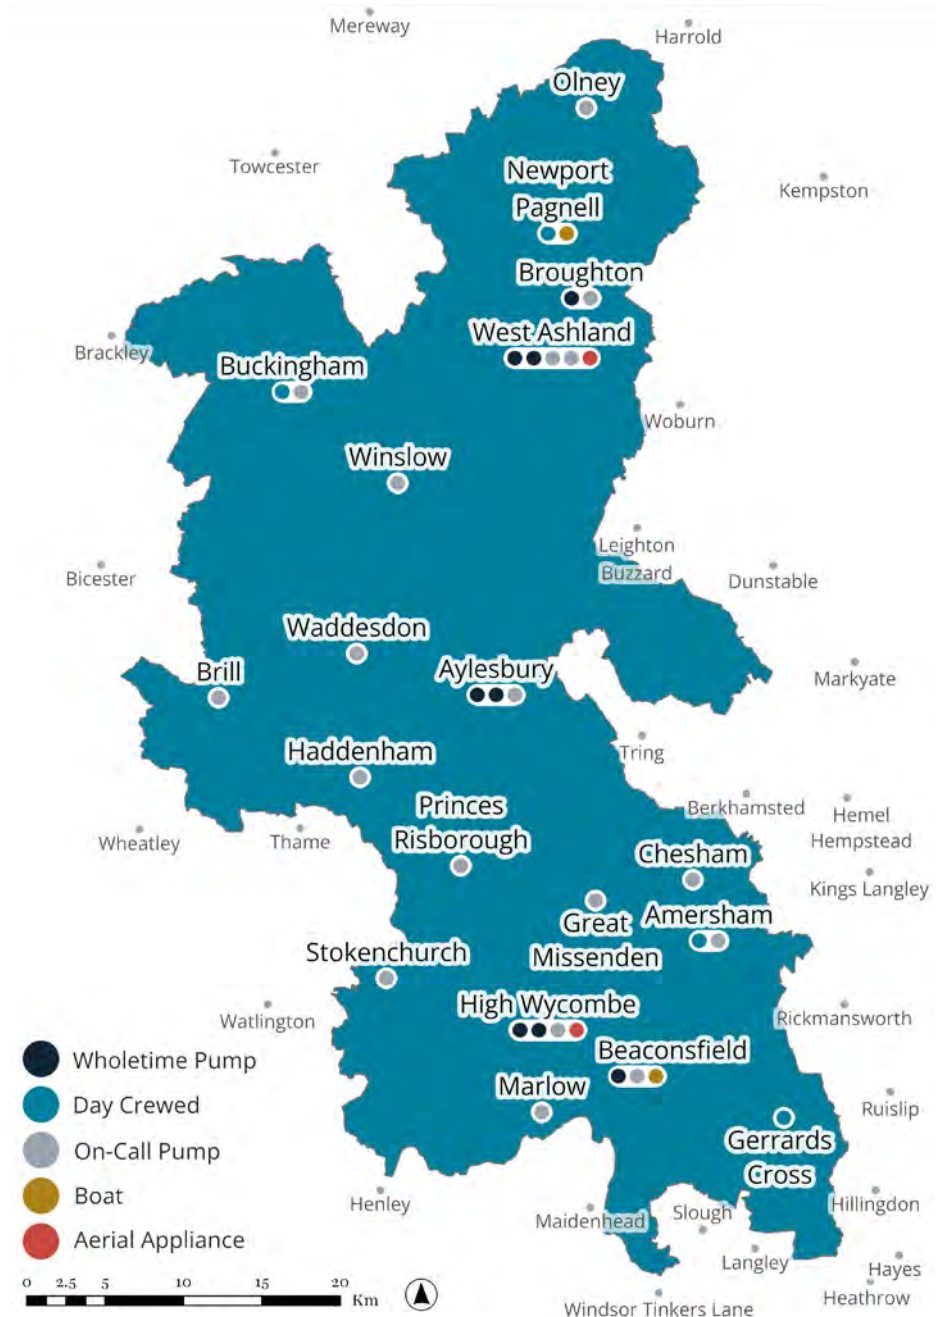 Mereway
Harrold
Olney
Towcester
Newport
Pagnell
Kempston
Broughton
West Ashland
Brackley
Buckingham
Woburn
Winslow
Leighton
Buzzard
Bicester
Dunstable
Waddesdon
Brill
Aylesbury
Markyate
Haddenham
Tring
Princes
Risborough
Berkhamsted
Hemel
Hempstead
Wheatley
Thame
Chesham
Kings Langley
Great
Missenden
Amersham
Stokenchurch
High Wycombe
Watlington
Rickmansworth
Beaconsfield
Marlow
Ruislip
Gerrards
Cross
Henley
Maidenhead
Slough
Hillingdon
Langley
Hayes
Heathrow
Windsor Tinkers Lane
Wholetime Pump
Day Crewed
On-Call Pump
Boat
Aerial Appliance
0 2.5 5 10 15 20
Km